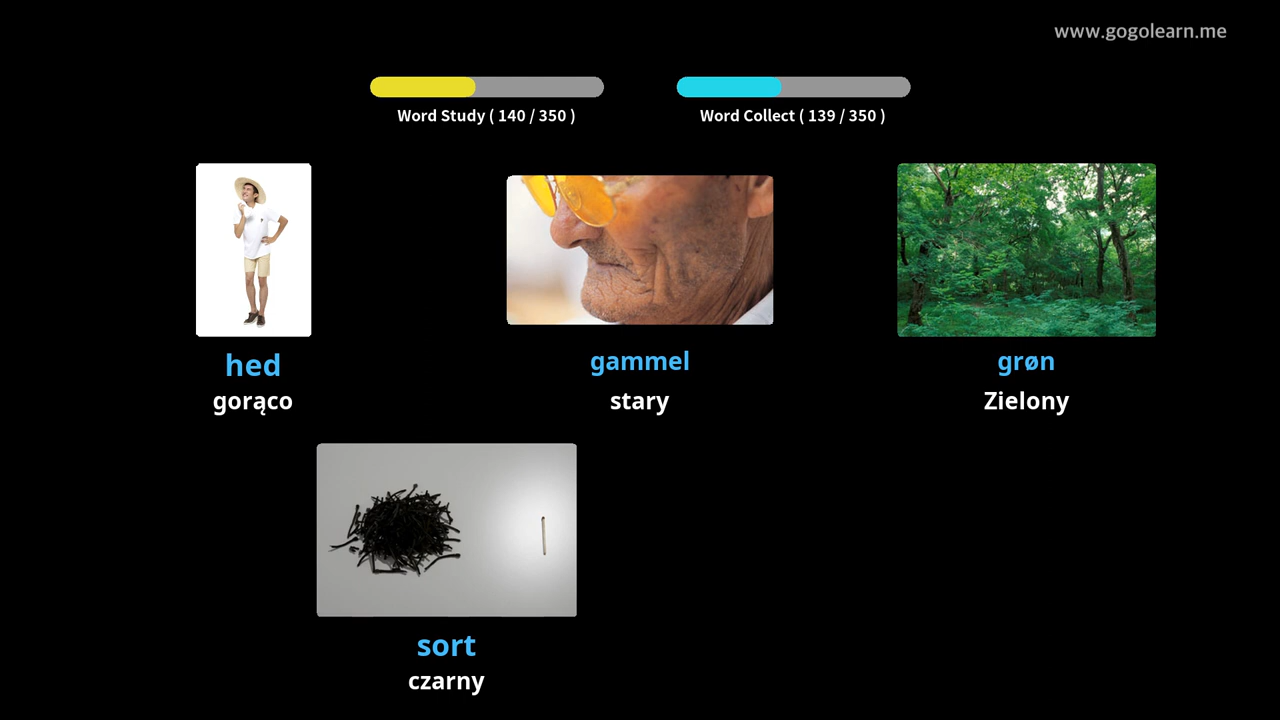 www.gogolearn.me
Word Study ( 140 / 350 )
Word Collect ( 139 / 350 )
hed
gorąco
gammel
stary
grøn
Zielony
sort
czarny